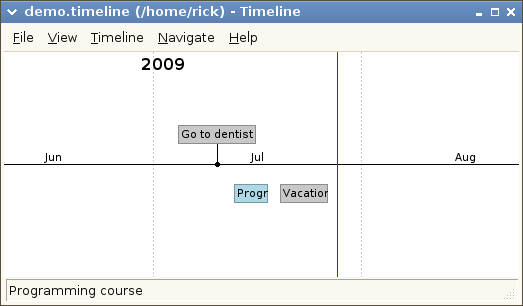 demo.timeline (/home/rick) - Timeline
File View Timeline Navigate Help
2009
Go to dentist
Jun Jul Aug
Progr Vacation
Programming course